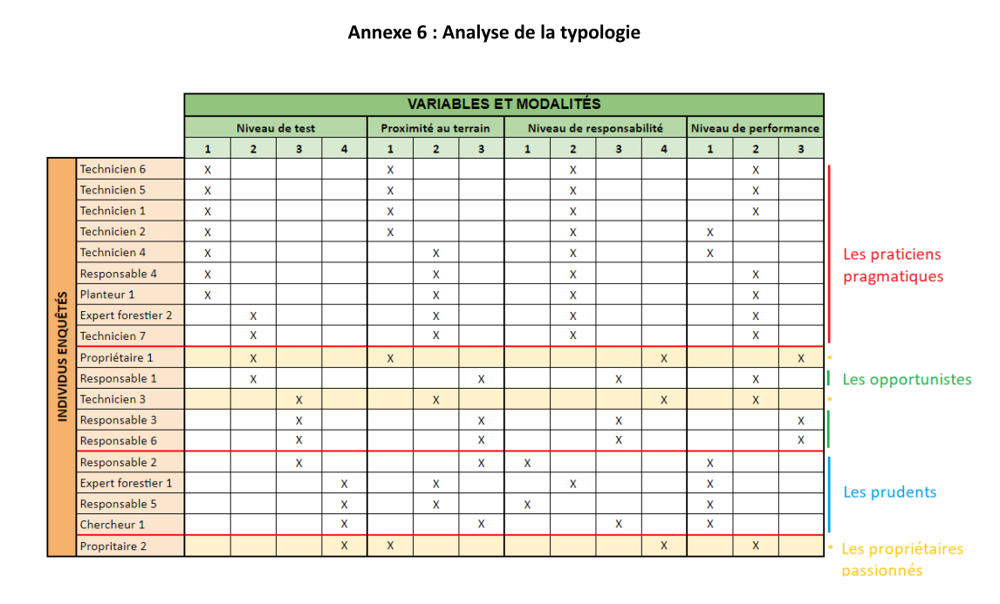 Annexe 6 : Analyse de la typologie
VARIABLES ET MODALITÉS
Niveau de test Proximité au terrain Niveau de responsabilité Niveau de performance
1 2 3 4 1 2 3 1 2 3 4 1 2 3
INDIVIDUS ENQUÊTÉS
Technicien 6 X X X X
Technicien 5 X X X X
Technicien 1 X X X X
Technicien 2 X X X X
Technicien 4 X X X X
Responsable 4 X X X X
Planteur 1 X X X X
Expert forestier 2 X X X X
Technicien 7 X X X X
Les praticiens
pragmatiques
Propriétaire 1 X X X X *
Responsable 1 X X X X Les opportunistes
Technicien 3 X X X X *
Responsable 3 X X X X
Responsable 6 X X X X
Responsable 2 X X X X
Expert forestier 1 X X X X
Responsable 5 X X X X
Chercheur 1 X X X X
Les prudents
Propritaire 2 X X X X * Les propriétaires
passionnés